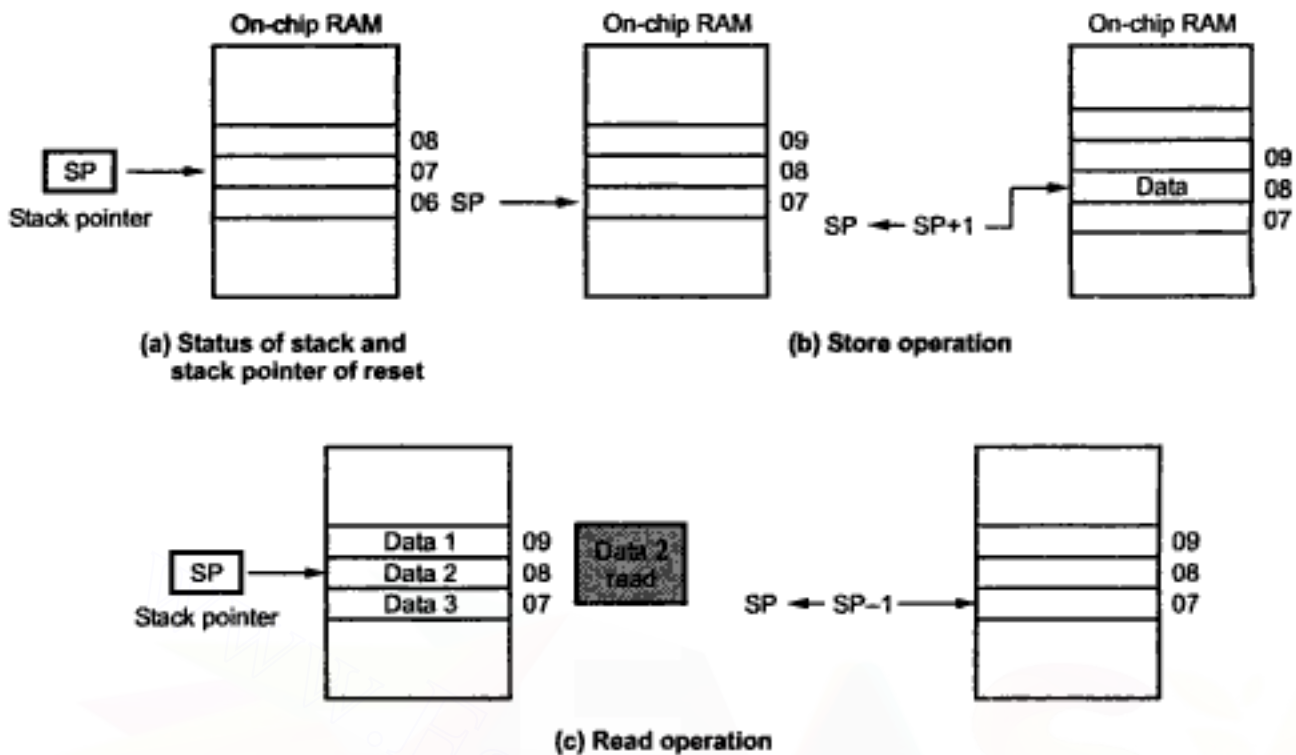 On-chip RAM
On-chip RAM
On-chip RAM
SP
Stack pointer
08
07
06
SP
09
08
07
SP
SP+1
Data
09
08
07
(a) Status of stack and
stack pointer of reset
(b) Store operation
SP
Stack pointer
Data 1
Data 2
Data 3
09
08
07
Data 2
read
SP
SP–1
09
08
07
(c) Read operation